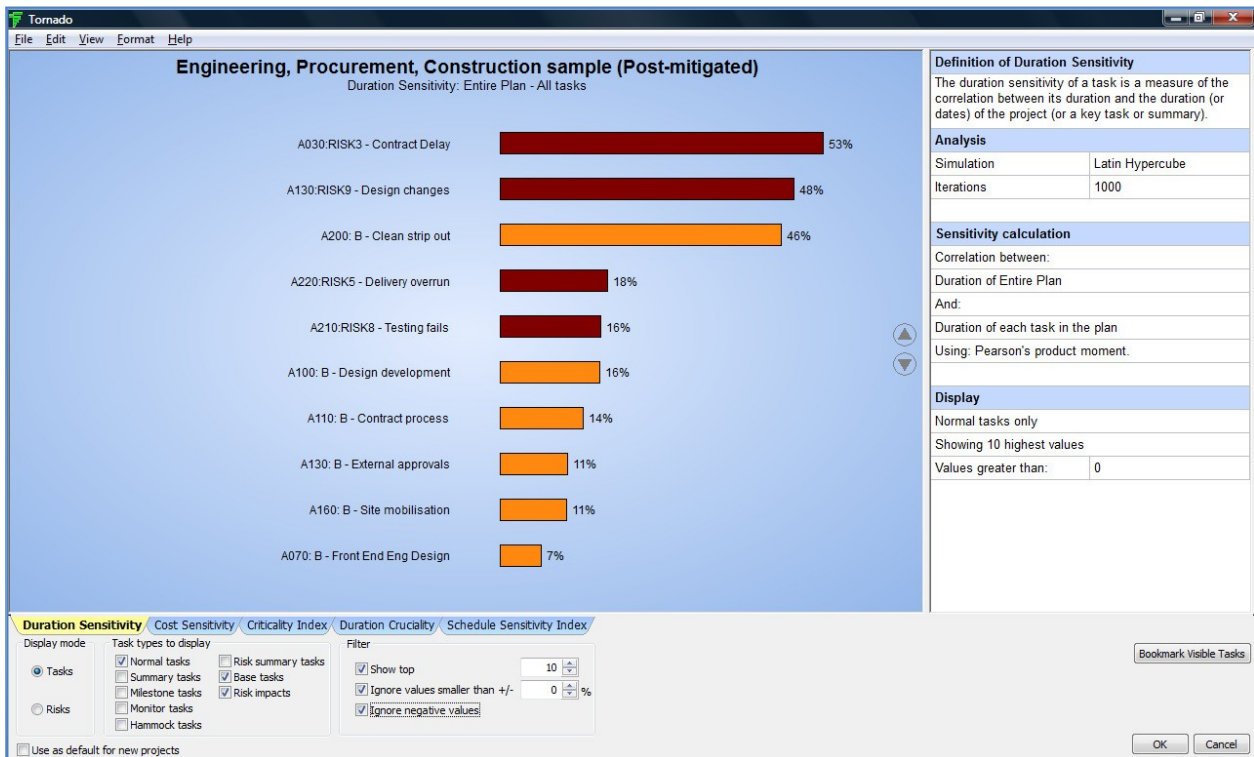 Tornado
File Edit View Format Help
Engineering, Procurement, Construction sample (Post-mitigated)
Duration Sensitivity: Entire Plan - All tasks
A030:RISK3 - Contract Delay 53%
A130:RISK9 - Design changes 48%
A200: B - Clean strip out 46%
A220:RISK5 - Delivery overrun 18%
A210:RISK8 - Testing fails 16%
A100: B - Design development 16%
A110: B - Contract process 14%
A130: B - External approvals 11%
A160: B - Site mobilisation 11%
A070: B - Front End Eng Design 7%
Definition of Duration Sensitivity
The duration sensitivity of a task is a measure of the
correlation between its duration and the duration (or
dates) of the project (or a key task or summary).
Analysis
Simulation Latin Hypercube
Iterations 1000
Sensitivity calculation
Correlation between:
Duration of Entire Plan
And:
Duration of each task in the plan
Using: Pearson's product moment.
Display
Normal tasks only
Showing 10 highest values
Values greater than: 0
Duration Sensitivity Cost Sensitivity Criticality Index Duration Cruciality Schedule Sensitivity Index
Display mode
Tasks
Risks
Task types to display
Normal tasks Risk summary tasks
Summary tasks Base tasks
Milestone tasks Risk impacts
Monitor tasks
Hammock tasks
Filter
Show top 10
Ignore values smaller than +/- 0 %
Ignore negative values
Bookmark Visible Tasks
Use as default for new projects
OK Cancel